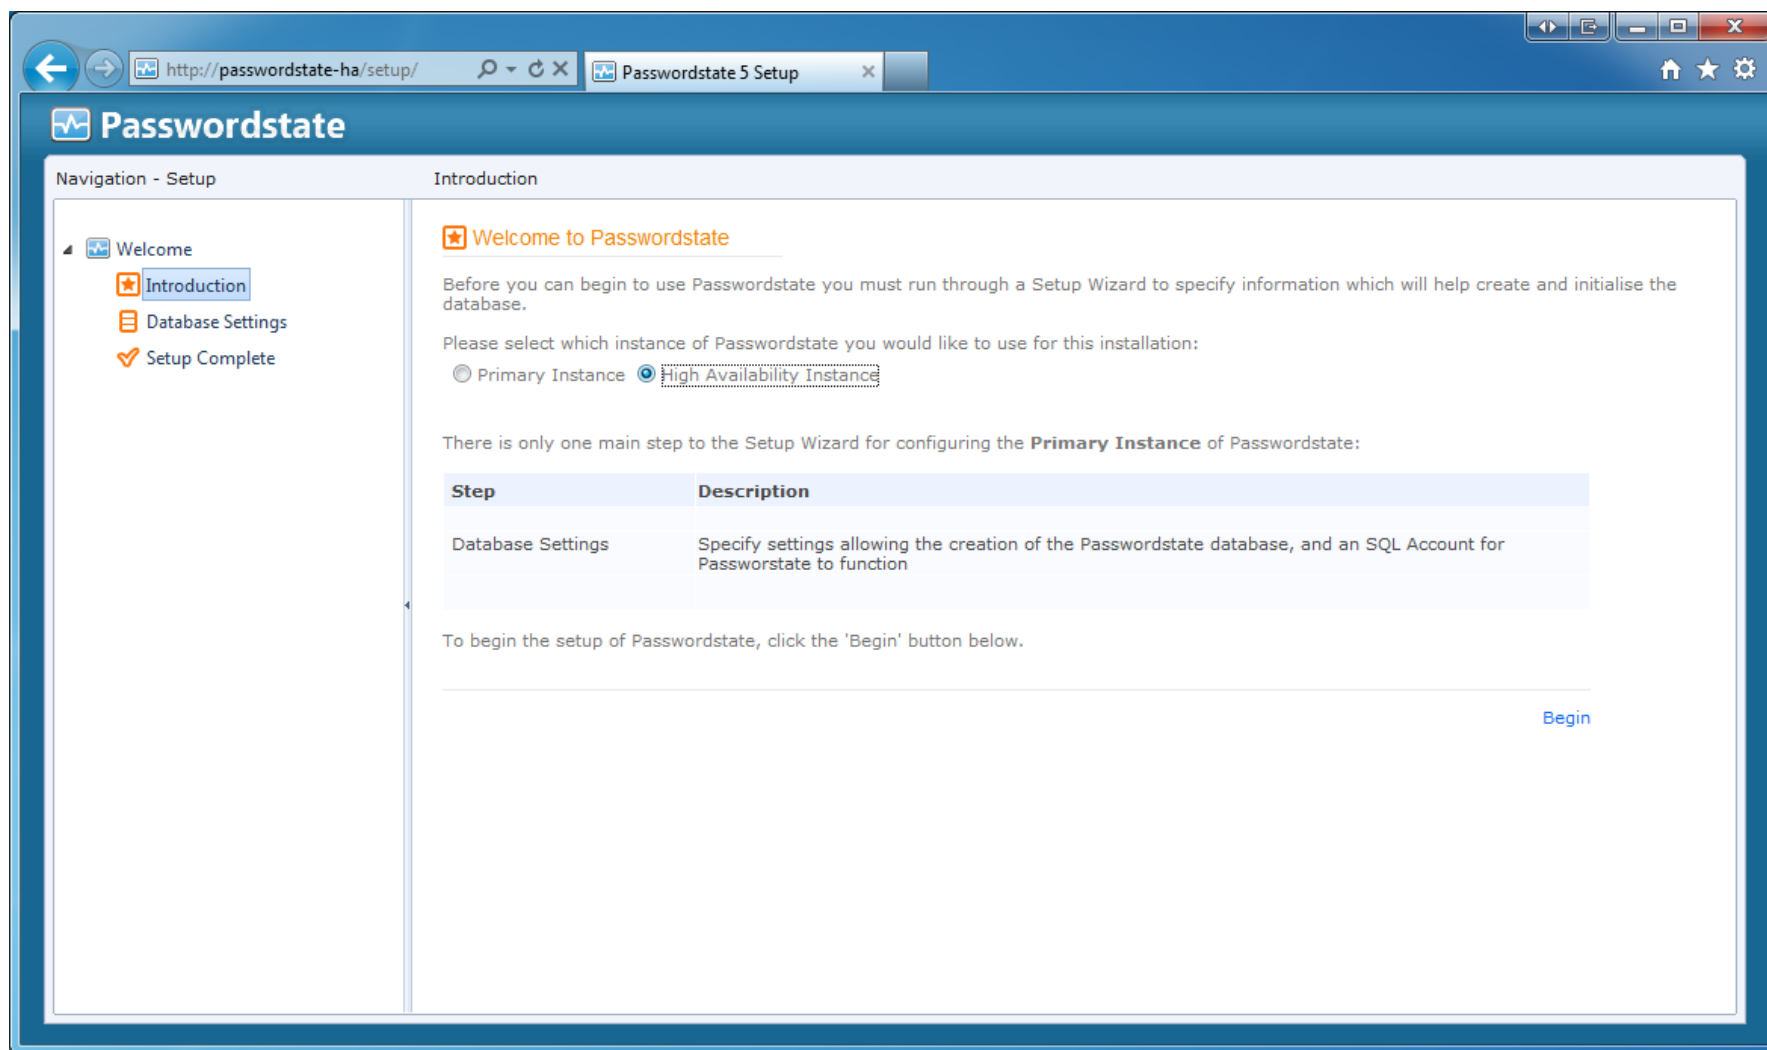 http://passwordstate-ha/setup/
Passwordstate 5 Setup
Passwordstate
Navigation - Setup
Introduction
Welcome
Introduction
Database Settings
Setup Complete
Welcome to Passwordstate
Before you can begin to use Passwordstate you must run through a Setup Wizard to specify information which will help create and initialise the
database.
Please select which instance of Passwordstate you would like to use for this installation:
Primary Instance High Availability Instance
There is only one main step to the Setup Wizard for configuring the Primary Instance of Passwordstate:
Step Description
Database Settings Specify settings allowing the creation of the Passwordstate database, and an SQL Account for
Passworstate to function
To begin the setup of Passwordstate, click the 'Begin' button below.
Begin